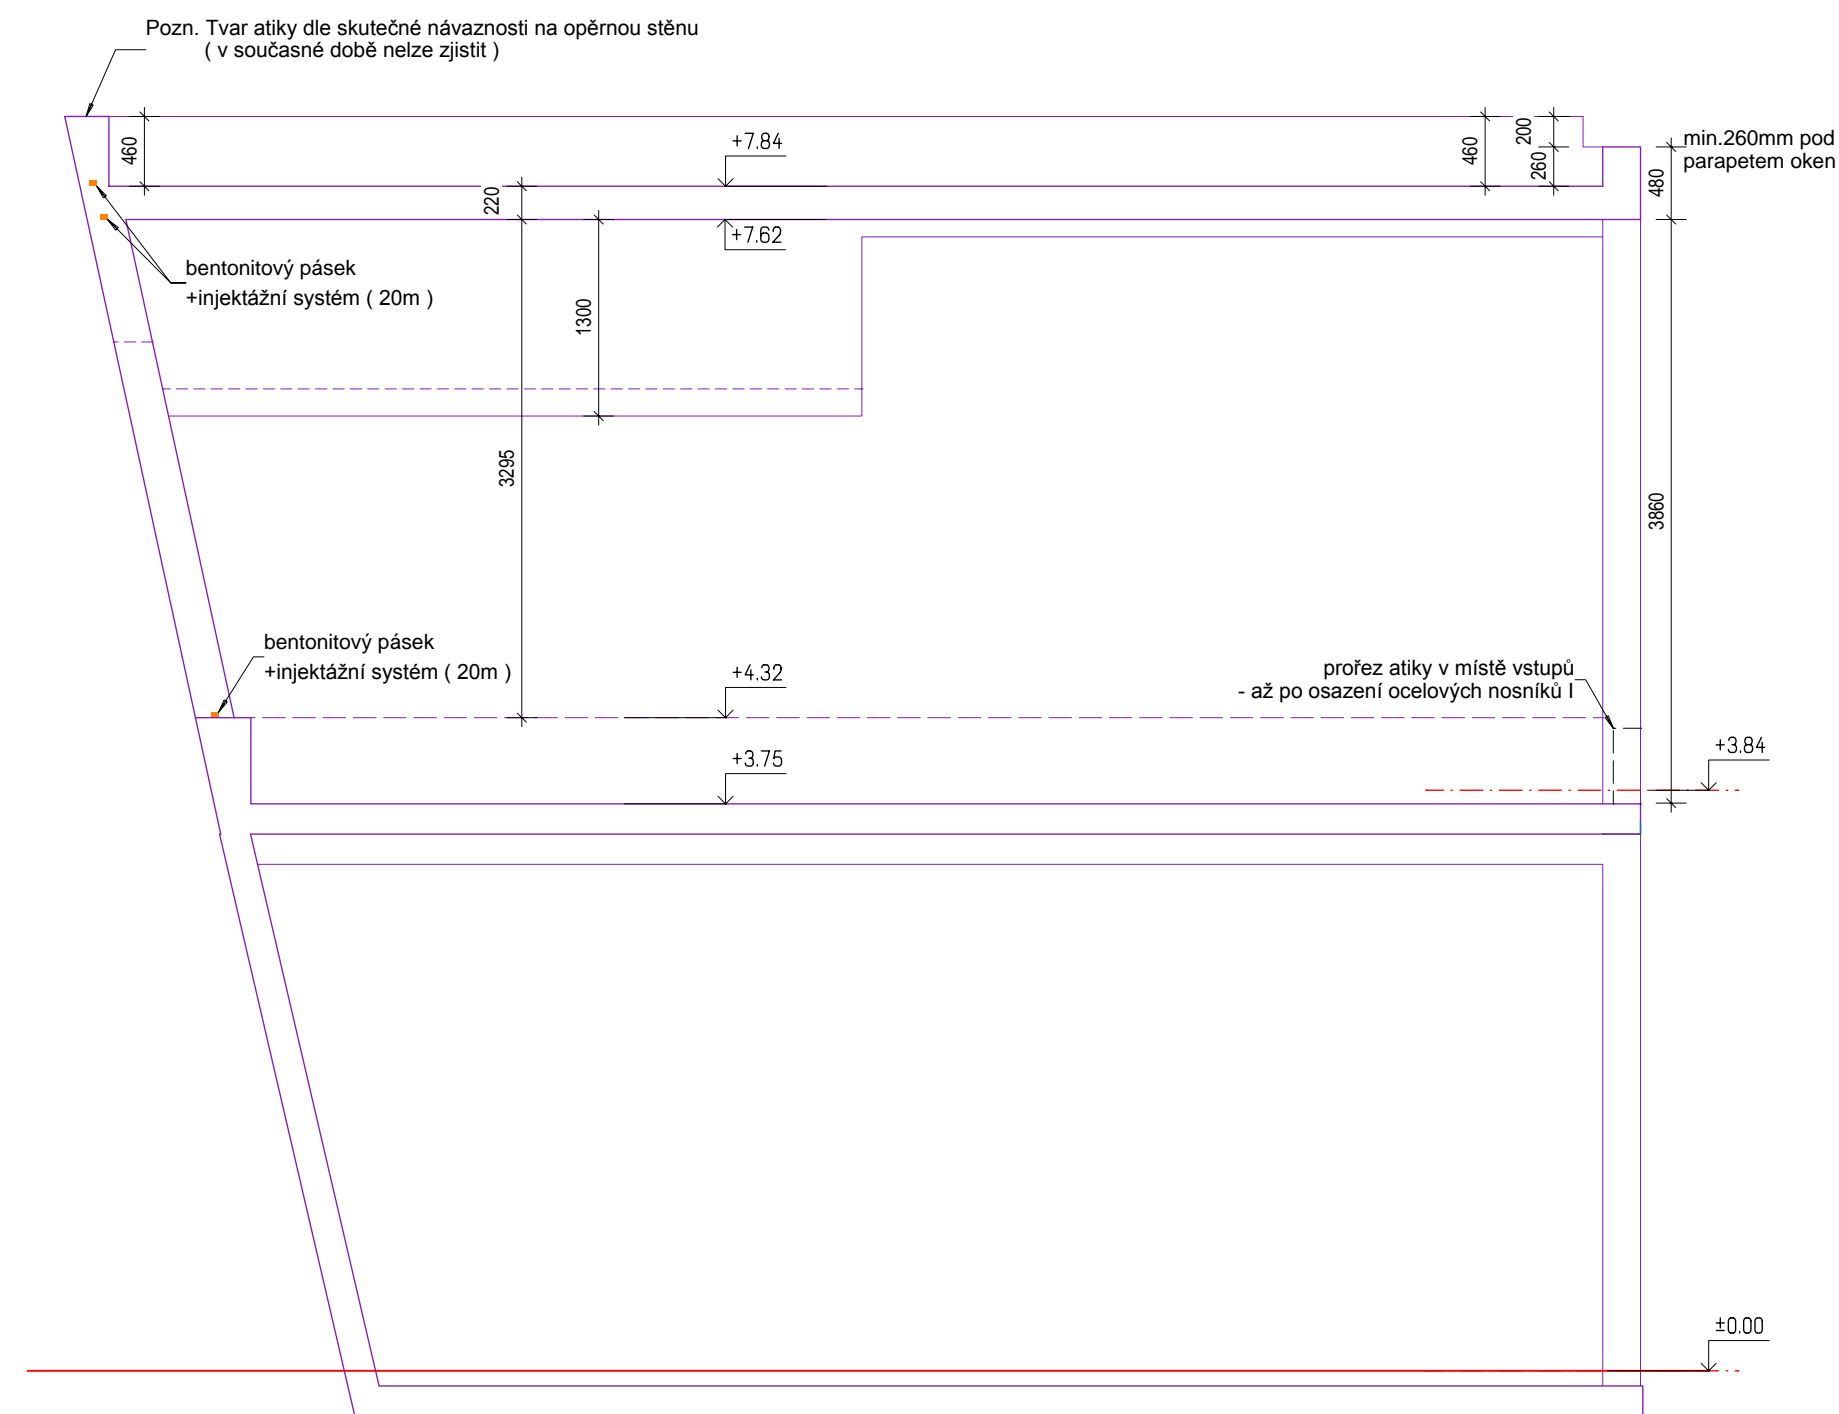 Pozn. Tvar atiky dle skutečné návaznosti na opěrnou stěnu
( v současné době nelze zjistit )
460
+7.84
460
200
260
min.260mm pod
parapetem oken
480
220
+7.62
bentonitový pásek
+injektážní systém ( 20m )
1300
3295
3860
bentonitový pásek
+injektážní systém ( 20m )
+4.32
prořez atiky v místě vstupů
- až po osazení ocelových nosníků I
+3.75
+3.84
±0.00